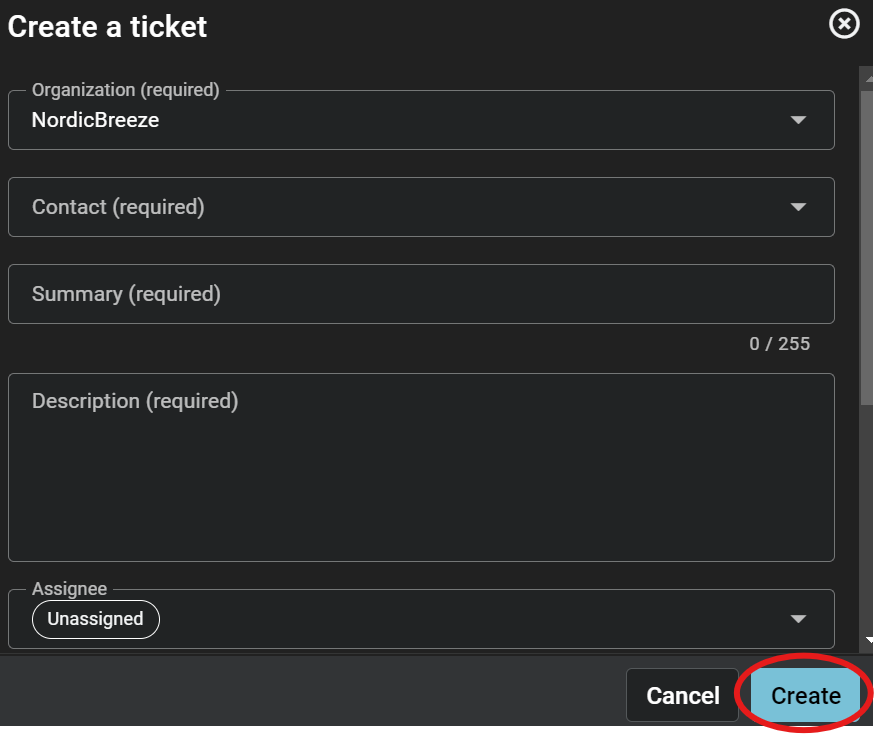 Create a ticket
Organization (required)
NordicBreeze
Contact (required)
Summary (required)
0 / 255
Description (required)
Assignee
Unassigned
Cancel
Create